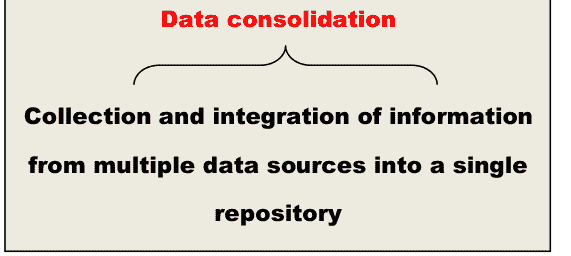 Data consolidation
Collection and integration of information
from multiple data sources into a single
repository